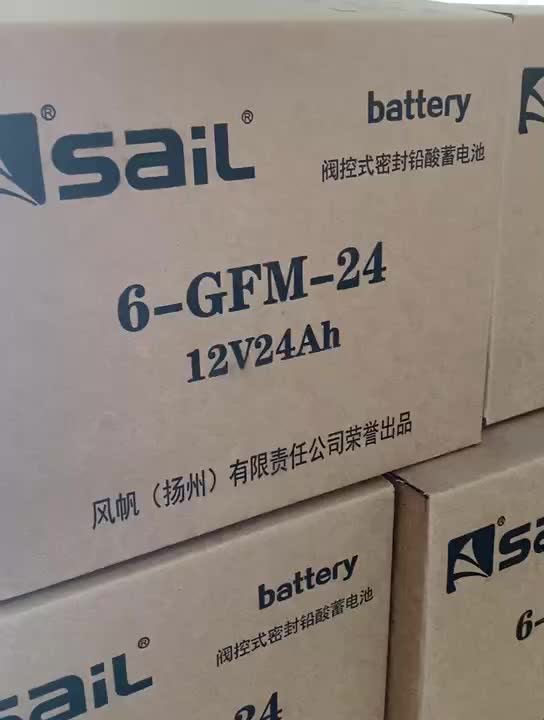 saiL® ®
battery
阀控式密封铅酸蓄电池
6-GFM-24
12V24Ah
风帆（扬州）有限责任公司荣誉出品
battery
阀控式密封铅酸蓄电池
saiL®
24
®
sa
6-